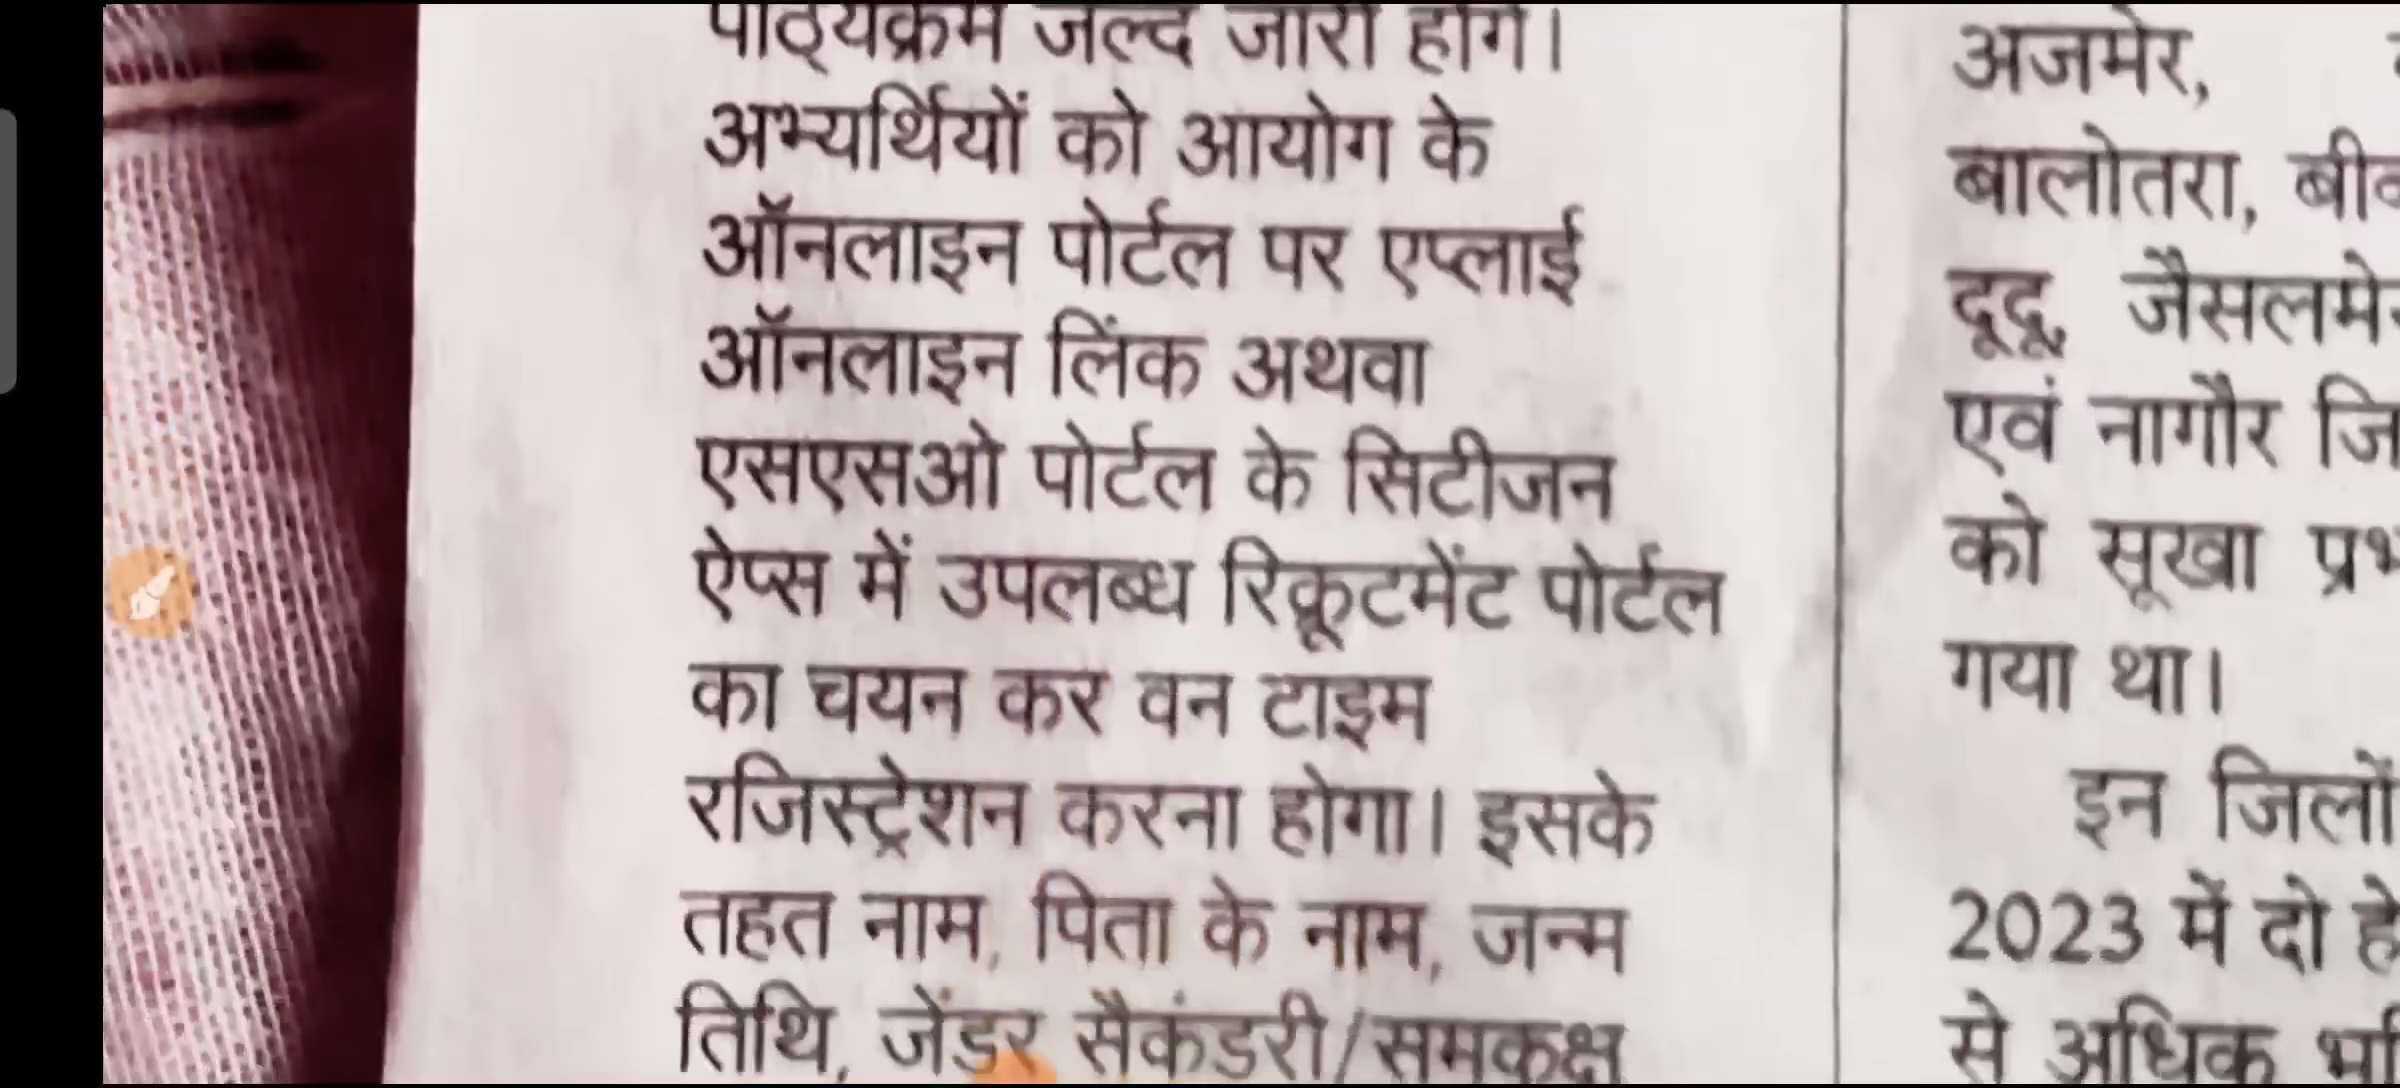 पाठ्यक्रम जल्द जारी होंगे।
अभ्यर्थियों को आयोग के
ऑनलाइन पोर्टल पर एप्लाई
ऑनलाइन लिंक अथवा
एसएसओ पोर्टल के सिटीजन
ऐप्स में उपलब्ध रिक्रूटमेंट पोर्टल
का चयन कर वन टाइम
रजिस्ट्रेशन करना होगा। इसके
तहत नाम, पिता के नाम, जन्म
तिथि, जेंडर सैकंडरी/समकक्ष
अजमेर,
बालोतरा,
दूदू, जैसलमे
एवं नागौर जि
को सूखा प्रभ
गया था।
इन जिलों
2023 में दो हे
से अधिक